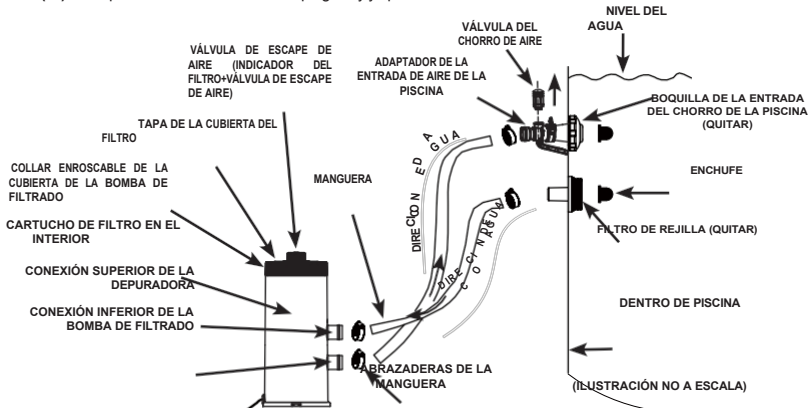 NIVEL DEL
AGUA
VÁLVULA DEL
CHORRO DE AIRE
VÁLVULA DE ESCAPE DE
AIRE (INDICADOR DEL
FILTRO+VÁLVULA DE ESCAPE
DE AIRE)
ADAPTADOR DE LA
ENTRADA DE AIRE DE LA
PISCINA
BOQUILLA DE LA ENTRADA
DEL CHORRO DE LA PISCINA
(QUITAR)
TAPA DE LA CUBIERTA DEL
FILTRO
COLLAR ENROSCABLE DE LA
CUBIERTA DE LA BOMBA DE
FILTRADO
MANGUERA
ENCHUFE
CARTUCHO DE FILTRO EN EL
INTERIOR
FILTRO DE REJILLA (QUITAR)
CONEXIÓN SUPERIOR DE LA
DEPURADORA
CONEXIÓN INFERIOR DE LA
BOMBA DE FILTRADO
DENTRO DE PISCINA
ABRAZADERAS DE LA
MANGUERA
(ILUSTRACIÓN NO A ESCALA)